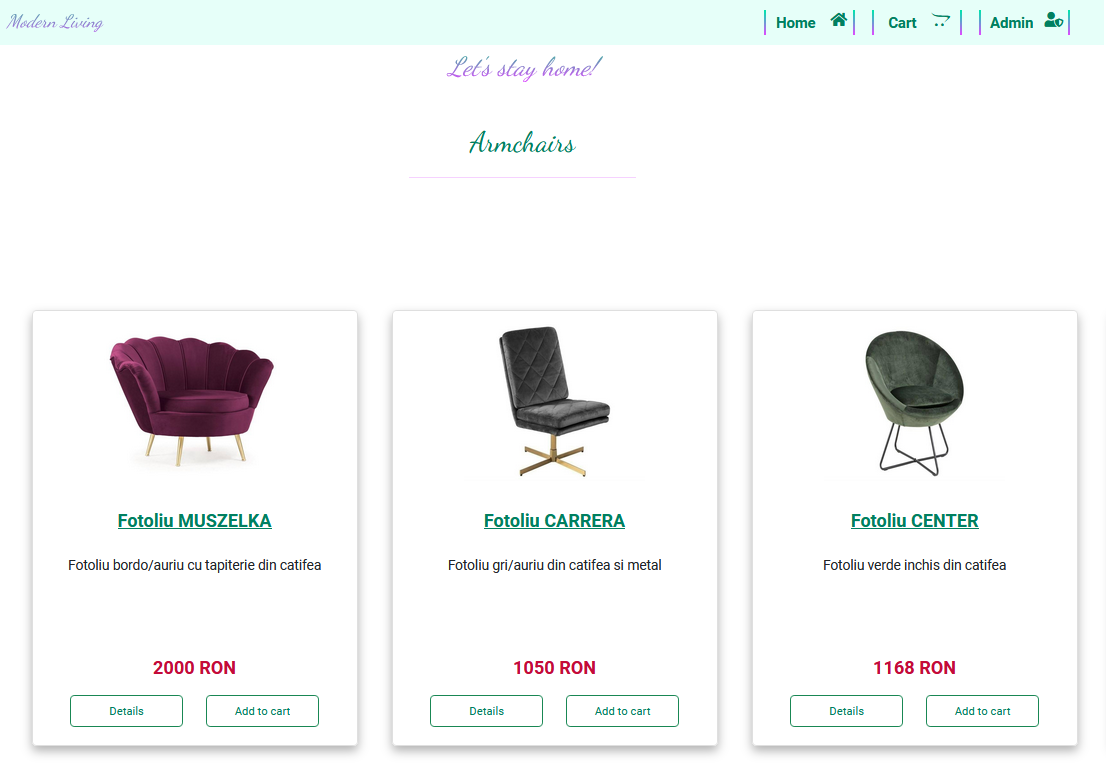 Modern Living
Home
Cart
Admin
Let's stay home!
Armchairs
Fotoliu MUSZELKA
Fotoliu bordo/auriu cu tapiterie din catifea
2000 RON
Details
Add to cart
Fotoliu CARRERA
Fotoliu gri/auriu din catifea si metal
1050 RON
Details
Add to cart
Fotoliu CENTER
Fotoliu verde inchis din catifea
1168 RON
Details
Add to cart